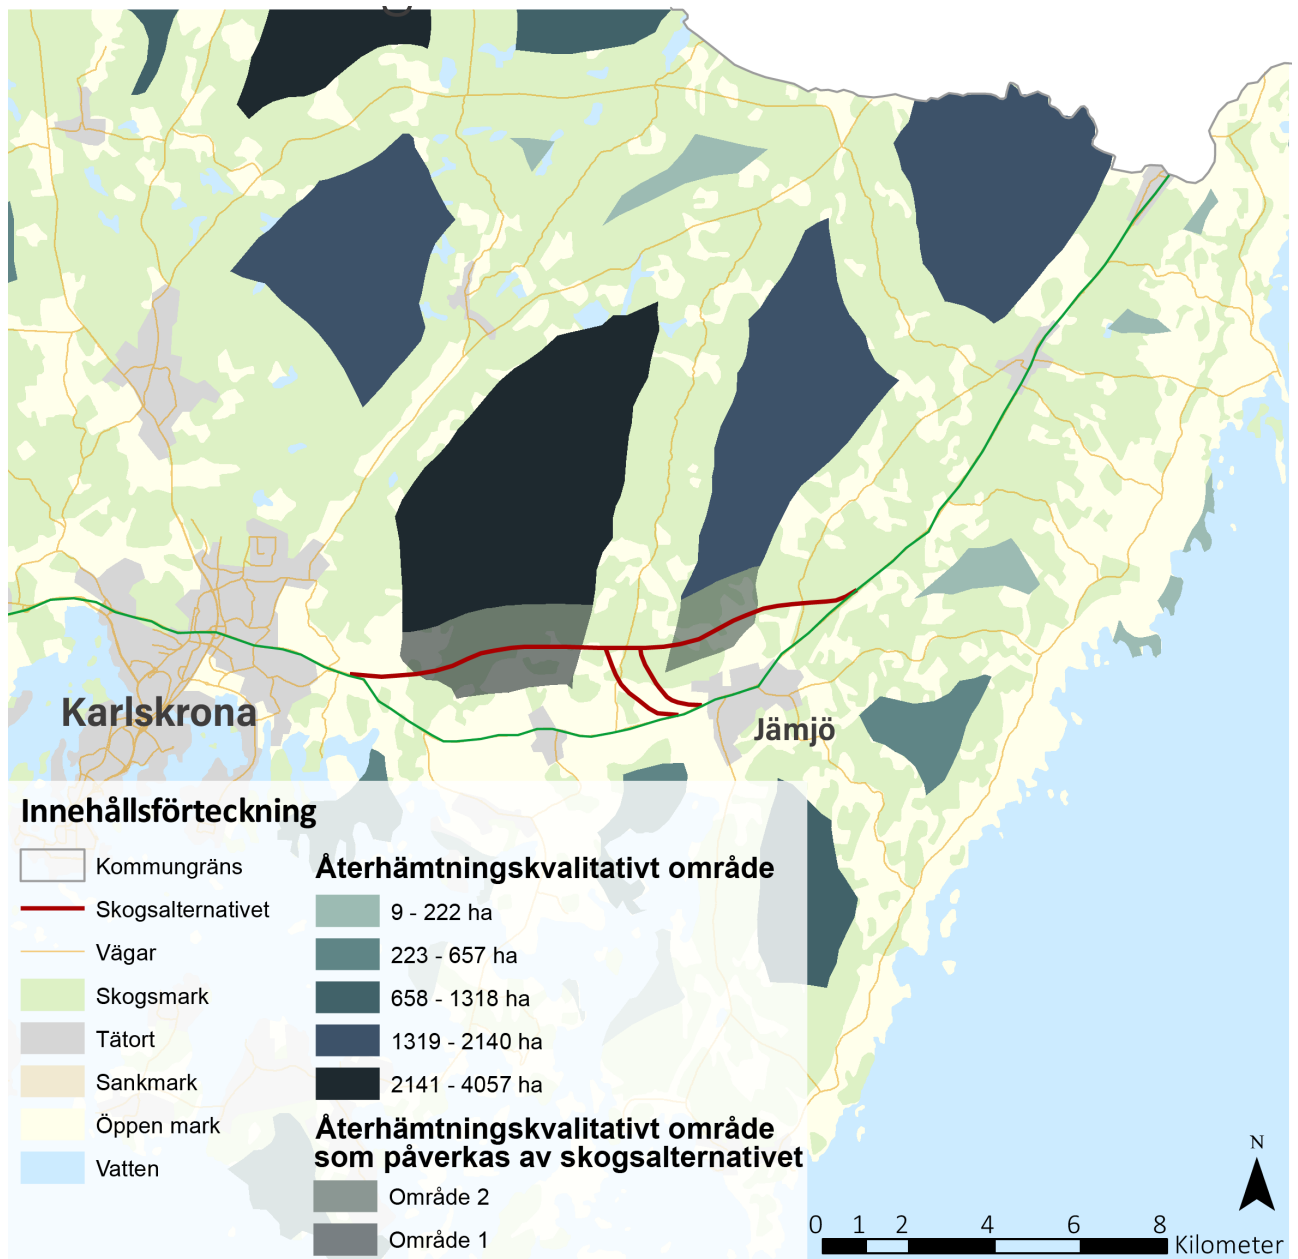 Karlskrona
Jämjö
Innehållsförteckning
Kommungräns
Skogsalternativet
Vägar
Skogsmark
Tätort
Sankmark
Öppen mark
Vatten
Återhämtningskvalitativt område
9 - 222 ha
223 - 657 ha
658 - 1318 ha
1319 - 2140 ha
2141 - 4057 ha
Återhämtningskvalitativt område
som påverkas av skogsalternativet
Område 2
Område 1
N
0 1 2 4 6 8
Kilometer